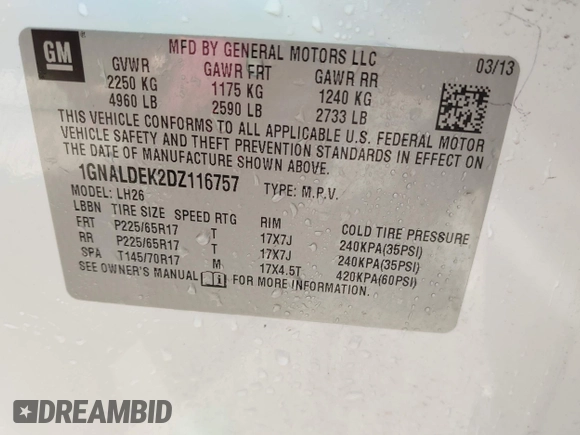 GM
MFD BY GENERAL MOTORS LLC
03/13
GVWR GAWR FRT GAWR RR
2250 KG 1175 KG 1240 KG
4960 LB 2590 LB 2733 LB
THIS VEHICLE CONFORMS TO ALL APPLICABLE U.S. FEDERAL MOTOR
VEHICLE SAFETY AND THEFT PREVENTION STANDARDS IN EFFECT ON
THE DATE OF MANUFACTURE SHOWN ABOVE.
1GNALDEK2DZ116757 TYPE: M.P.V.
MODEL: LH26
LBBN TIRE SIZE SPEED RTG RIM COLD TIRE PRESSURE
FRT P225/65R17 T 17X7J 240KPA(35PSI)
RR P225/65R17 T 17X7J 240KPA(35PSI)
SPA T145/70R17 M 17X4.5T 420KPA(60PSI)
SEE OWNER'S MANUAL FOR MORE INFORMATION.
DREAMBID